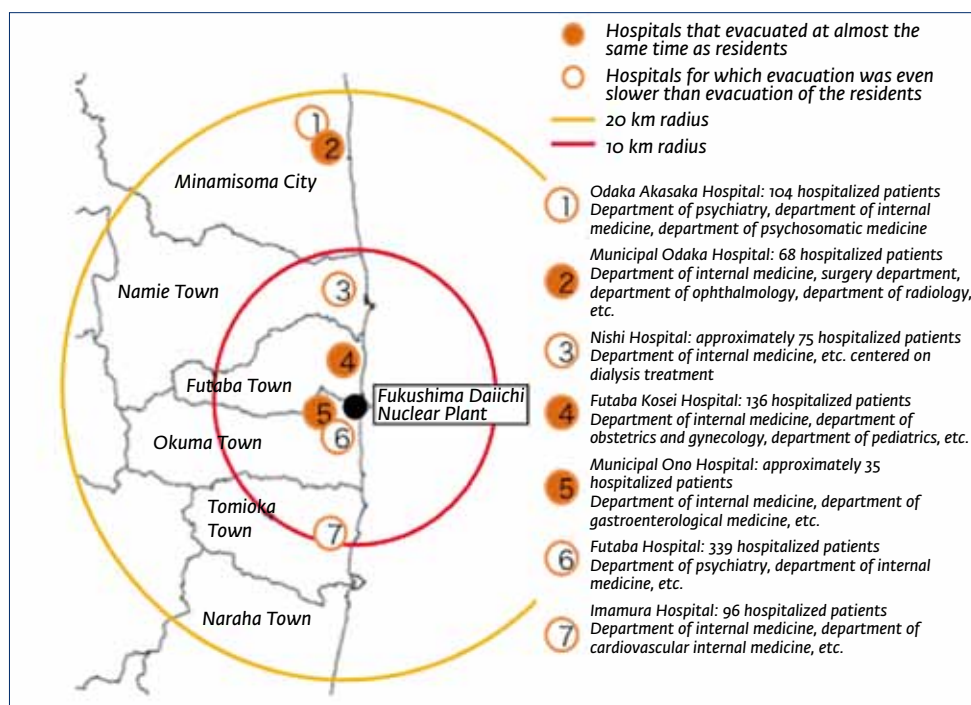 Hospitals that evacuated at almost the
same time as residents
Hospitals for which evacuation was even
slower than evacuation of the residents
20 km radius
10 km radius
1
2
Minamisoma City
3
Namie Town
4
Futaba Town
Fukushima Daiichi
Nuclear Plant
5
6
Okuma Town
Tomioka
Town
7
Naraha Town
1
Odaka Akasaka Hospital: 104 hospitalized patients
Department of psychiatry, department of internal
medicine, department of psychosomatic medicine
2
Municipal Odaka Hospital: 68 hospitalized patients
Department of internal medicine, surgery department,
department of ophthalmology, department of radiology,
etc.
3
Nishi Hospital: approximately 75 hospitalized patients
Department of internal medicine, etc. centered on
dialysis treatment
4
Futaba Kosei Hospital: 136 hospitalized patients
Department of internal medicine, department of
obstetrics and gynecology, department of pediatrics, etc.
5
Municipal Ono Hospital: approximately 35
hospitalized patients
Department of internal medicine, department of
gastroenterological medicine, etc.
6
Futaba Hospital: 339 hospitalized patients
Department of psychiatry, department of internal
medicine, etc.
7
Imamura Hospital: 96 hospitalized patients
Department of internal medicine, department of
cardiovascular internal medicine, etc.